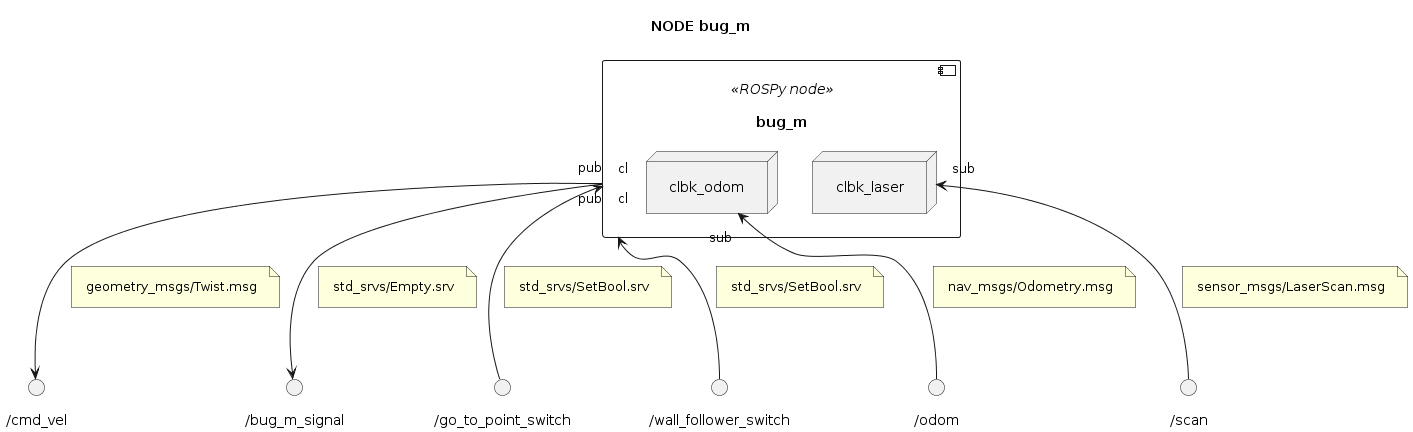 NODE bug_m
«ROSPy node»
bug_m
pub
cl
clbk_odom
clbk_laser
sub
pub
cl
sub
geometry_msgs/Twist.msg
std_srvs/Empty.srv
std_srvs/SetBool.srv
std_srvs/SetBool.srv
nav_msgs/Odometry.msg
sensor_msgs/LaserScan.msg
/cmd_vel
/bug_m_signal
/go_to_point_switch
/wall_follower_switch
/odom
/scan